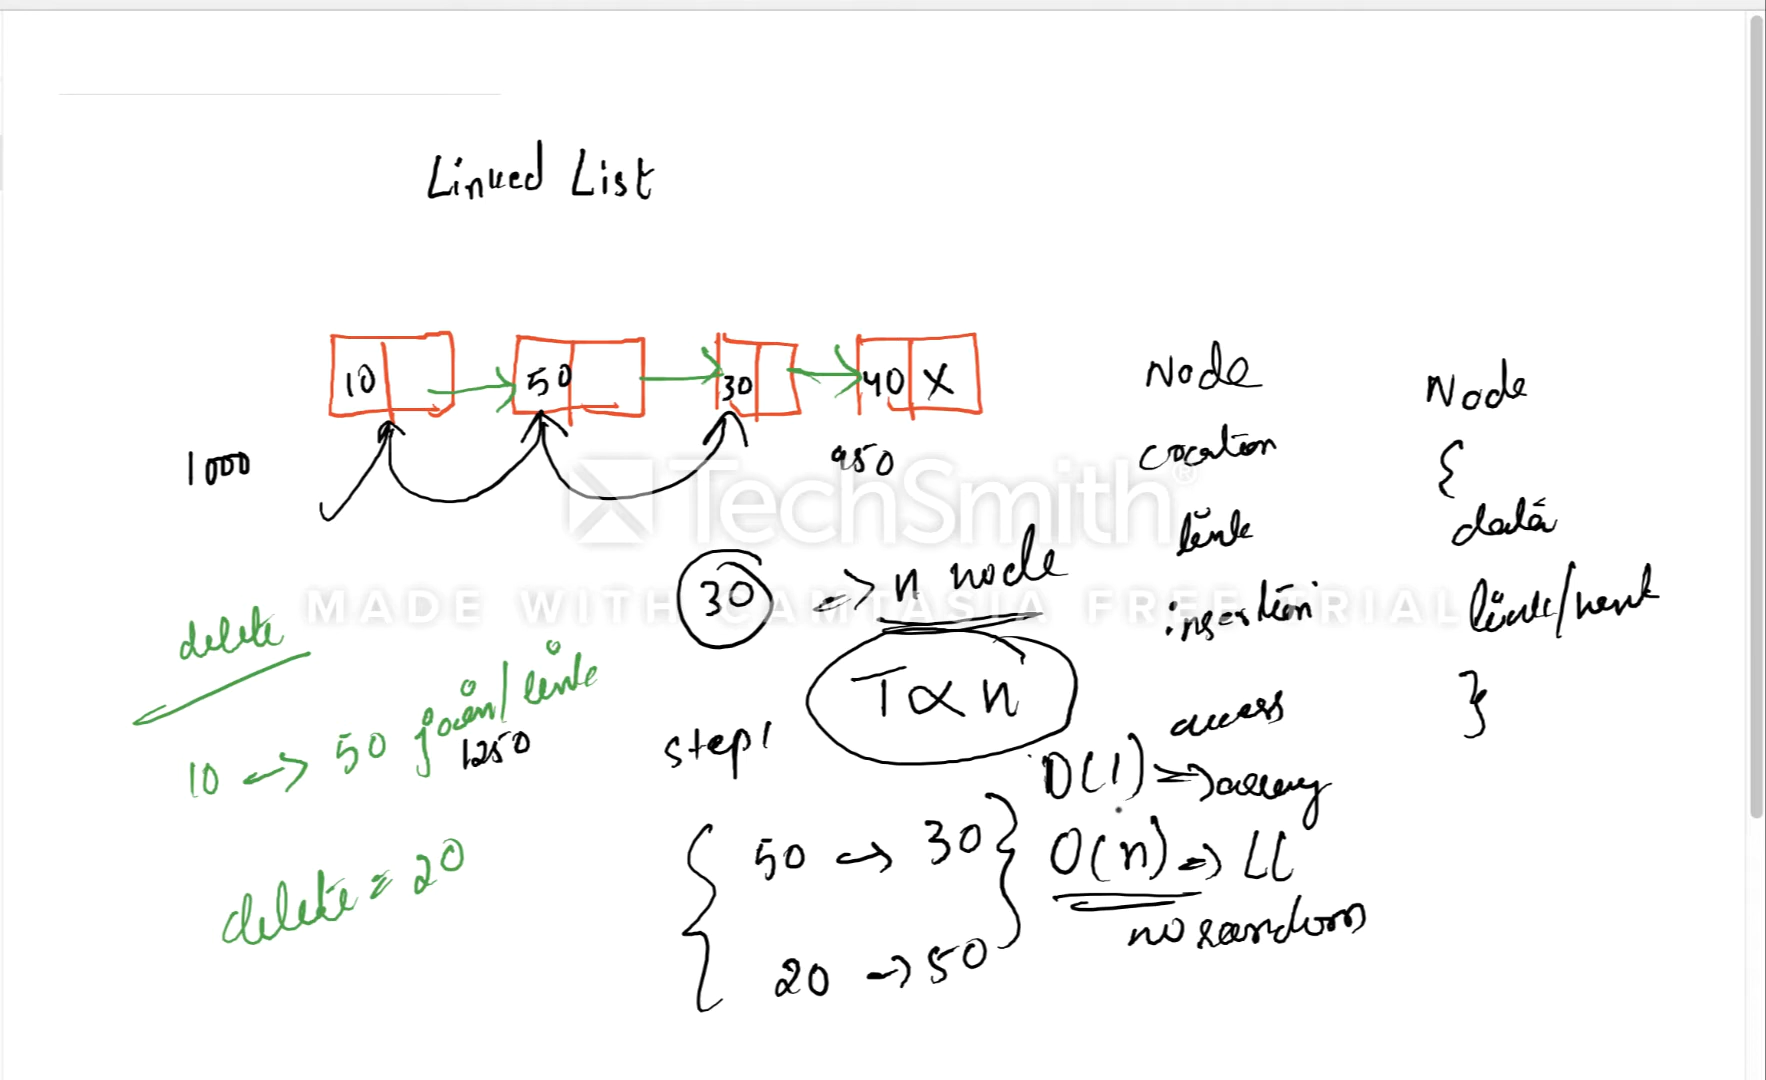 Linked List
10 50 30 40 X
1000
950
Node
creation
link
insertion
access
Node
{
data
link/next
}
TechSmith®
MADE WITH CAMTASIA FREE TRIAL
30 -> n node
T ∝ n
delete
10 -> 50 join/link
1250
delete = 20
step 1
50 -> 30
20 -> 50
O(1) => array
O(n) => LL
no random